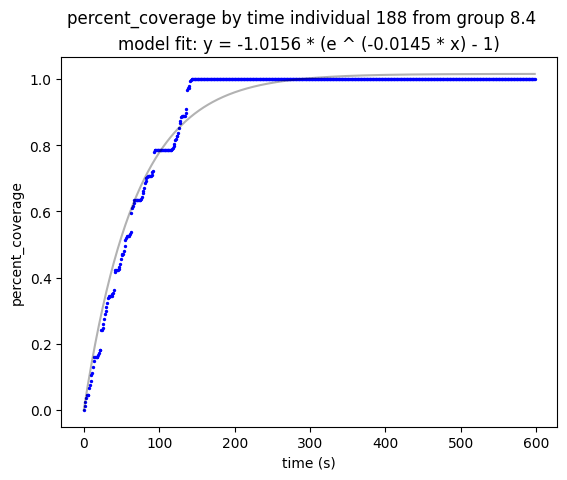 percent_coverage by time individual 188 from group 8.4
model fit: y = -1.0156 * (e ^ (-0.0145 * x) - 1)
1.0
0.8
0.6
0.4
0.2
0.0
percent_coverage
0 100 200 300 400 500 600
time (s)